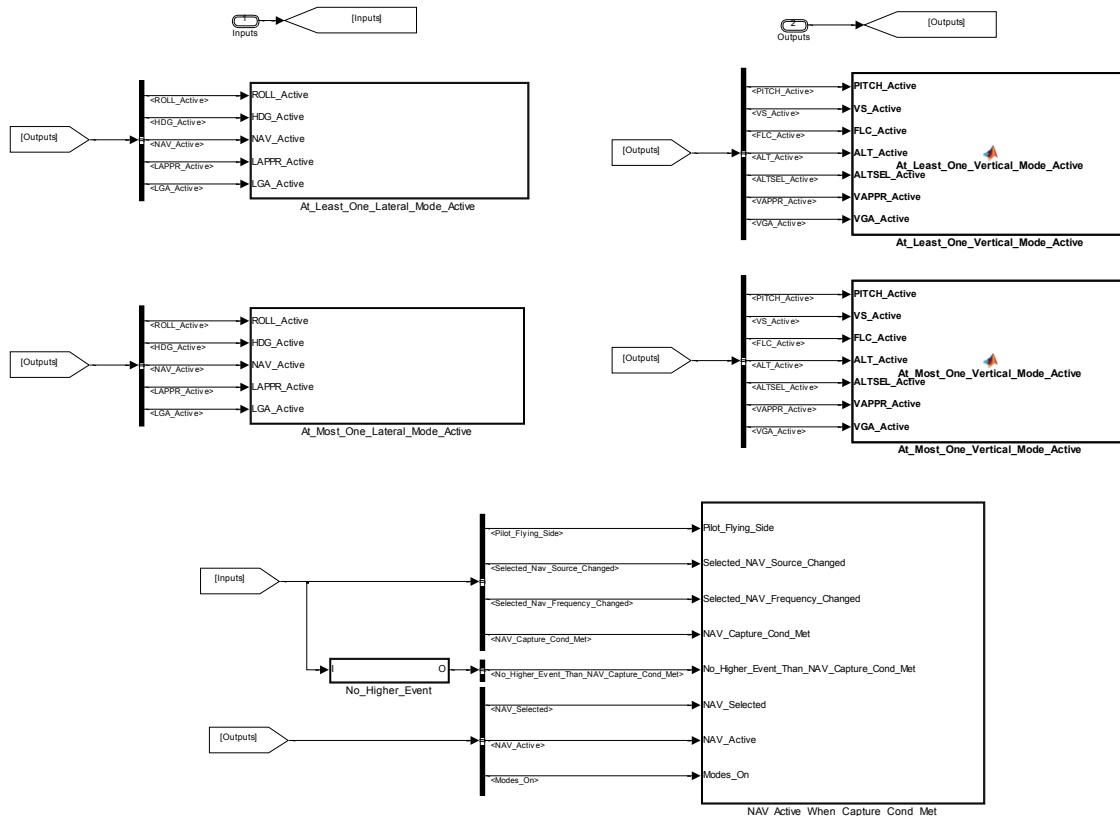 1
Inputs
[Inputs]
2
Outputs
[Outputs]
[Outputs]
<ROLL_Active>
<HDG_Active>
<NAV_Active>
<LAPPR_Active>
<LGA_Active>
ROLL_Active
HDG_Active
NAV_Active
LAPPR_Active
LGA_Active
At_Least_One_Lateral_Mode_Active
[Outputs]
<PITCH_Active>
<VS_Active>
<FLC_Active>
<ALT_Active>
<ALTSEL_Active>
<VAPPR_Active>
<VGA_Active>
PITCH_Active
VS_Active
FLC_Active
ALT_Active
ALTSEL_Active
VAPPR_Active
VGA_Active
At_Least_One_Vertical_Mode_Active
At_Least_One_Vertical_Mode_Active
[Outputs]
<ROLL_Active>
<HDG_Active>
<NAV_Active>
<LAPPR_Active>
<LGA_Active>
ROLL_Active
HDG_Active
NAV_Active
LAPPR_Active
LGA_Active
At_Most_One_Lateral_Mode_Active
[Outputs]
<PITCH_Active>
<VS_Active>
<FLC_Active>
<ALT_Active>
<ALTSEL_Active>
<VAPPR_Active>
<VGA_Active>
PITCH_Active
VS_Active
FLC_Active
ALT_Active
ALTSEL_Active
VAPPR_Active
VGA_Active
At_Most_One_Vertical_Mode_Active
At_Most_One_Vertical_Mode_Active
[Inputs]
I
O
No_Higher_Event
[Outputs]
<Pilot_Flying_Side>
<Selected_Nav_Source_Changed>
<Selected_Nav_Frequency_Changed>
<NAV_Capture_Cond_Met>
<No_Higher_Event_Than_NAV_Capture_Cond_Met>
<NAV_Selected>
<NAV_Active>
<Modes_On>
Pilot_Flying_Side
Selected_NAV_Source_Changed
Selected_NAV_Frequency_Changed
NAV_Capture_Cond_Met
No_Higher_Event_Than_NAV_Capture_Cond_Met
NAV_Selected
NAV_Active
Modes_On
NAV_Active_When_Capture_Cond_Met